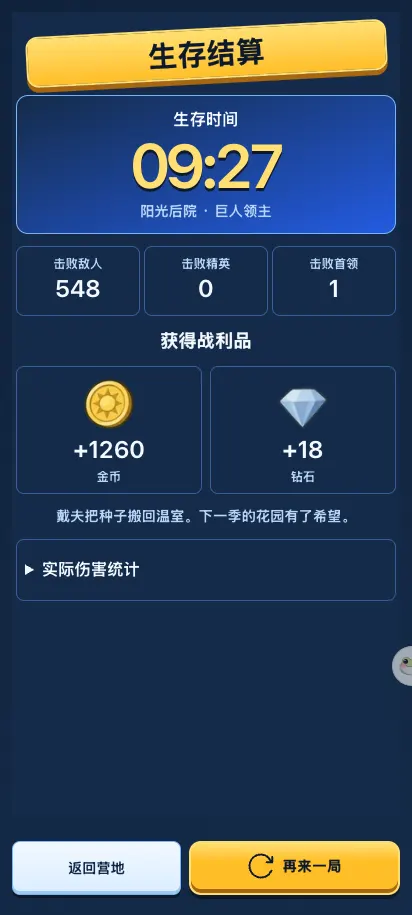 生存结算
生存时间
09:27
阳光后院 · 巨人领主
击败敌人
548
击败精英
0
击败首领
1
获得战利品
+1260
金币
+18
钻石
戴夫把种子搬回温室。下一季的花园有了希望。
▶ 实际伤害统计
返回营地
再来一局